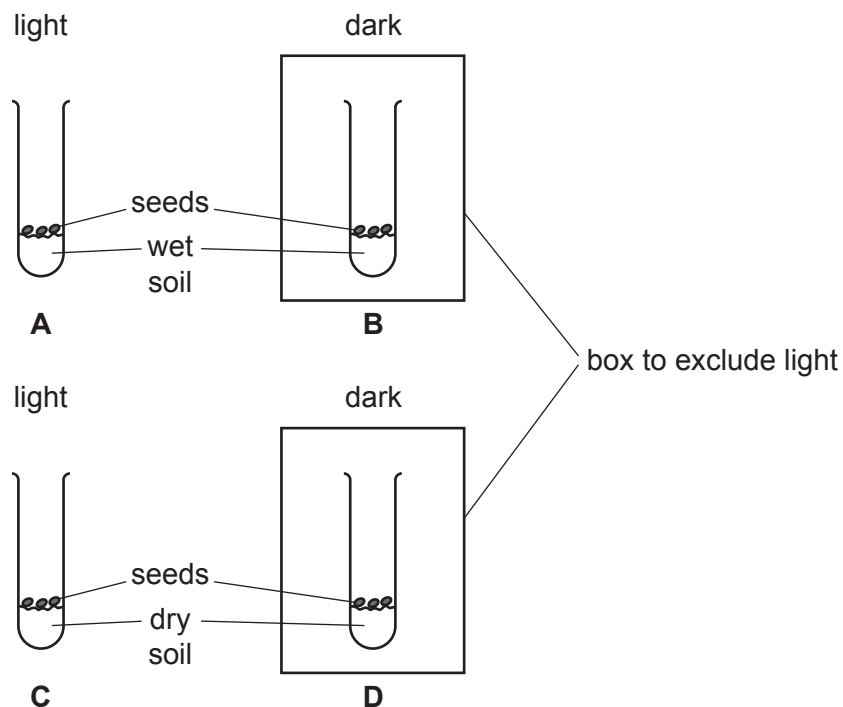 light
dark
seeds
wet
soil
A
B
box to exclude light
light
dark
seeds
dry
soil
C
D